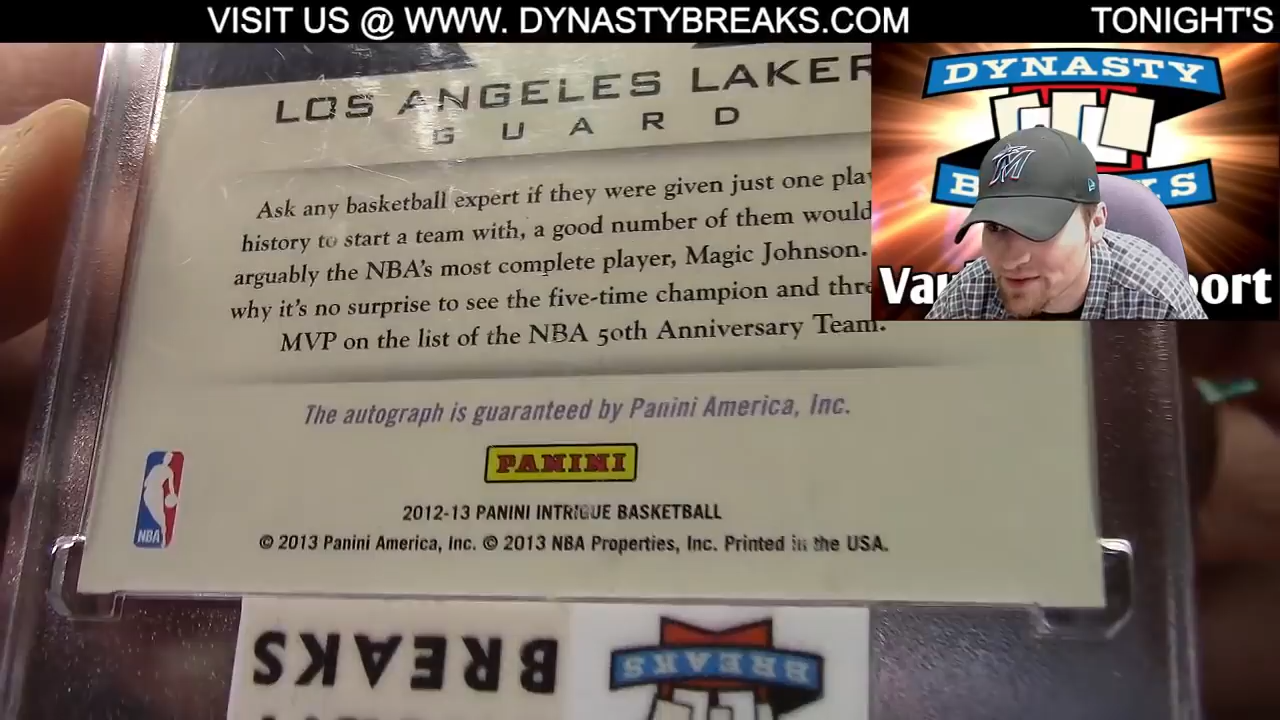 VISIT US @ WWW. DYNASTYBREAKS.COM TONIGHT'S
DYNASTY
LOS ANGELES LAKER
GUARD
Ask any basketball expert if they were given just one pla
history to start a team with, a good number of them would
arguably the NBA's most complete player, Magic Johnson.
why it's no surprise to see the five-time champion and thre
MVP on the list of the NBA 50th Anniversary Team.
The autograph is guaranteed by Panini America, Inc.
PANINI
NBA
2012-13 PANINI INTRIGUE BASKETBALL
© 2013 Panini America, Inc. © 2013 NBA Properties, Inc. Printed in the USA.
BREAKS
BREAKS